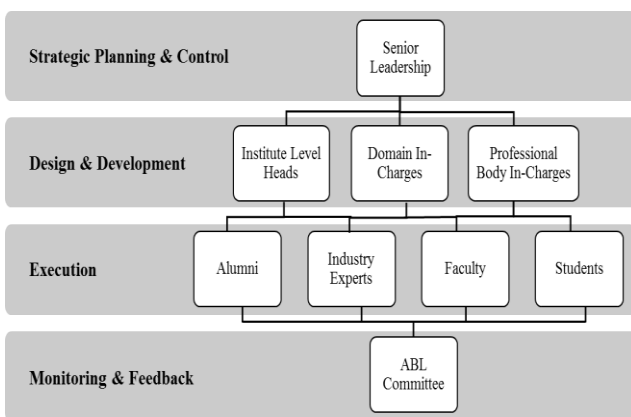 Strategic Planning & Control
Senior
Leadership
Design & Development
Institute Level
Heads
Domain In-
Charges
Professional
Body In-Charges
Execution
Alumni
Industry
Experts
Faculty
Students
Monitoring & Feedback
ABL
Committee